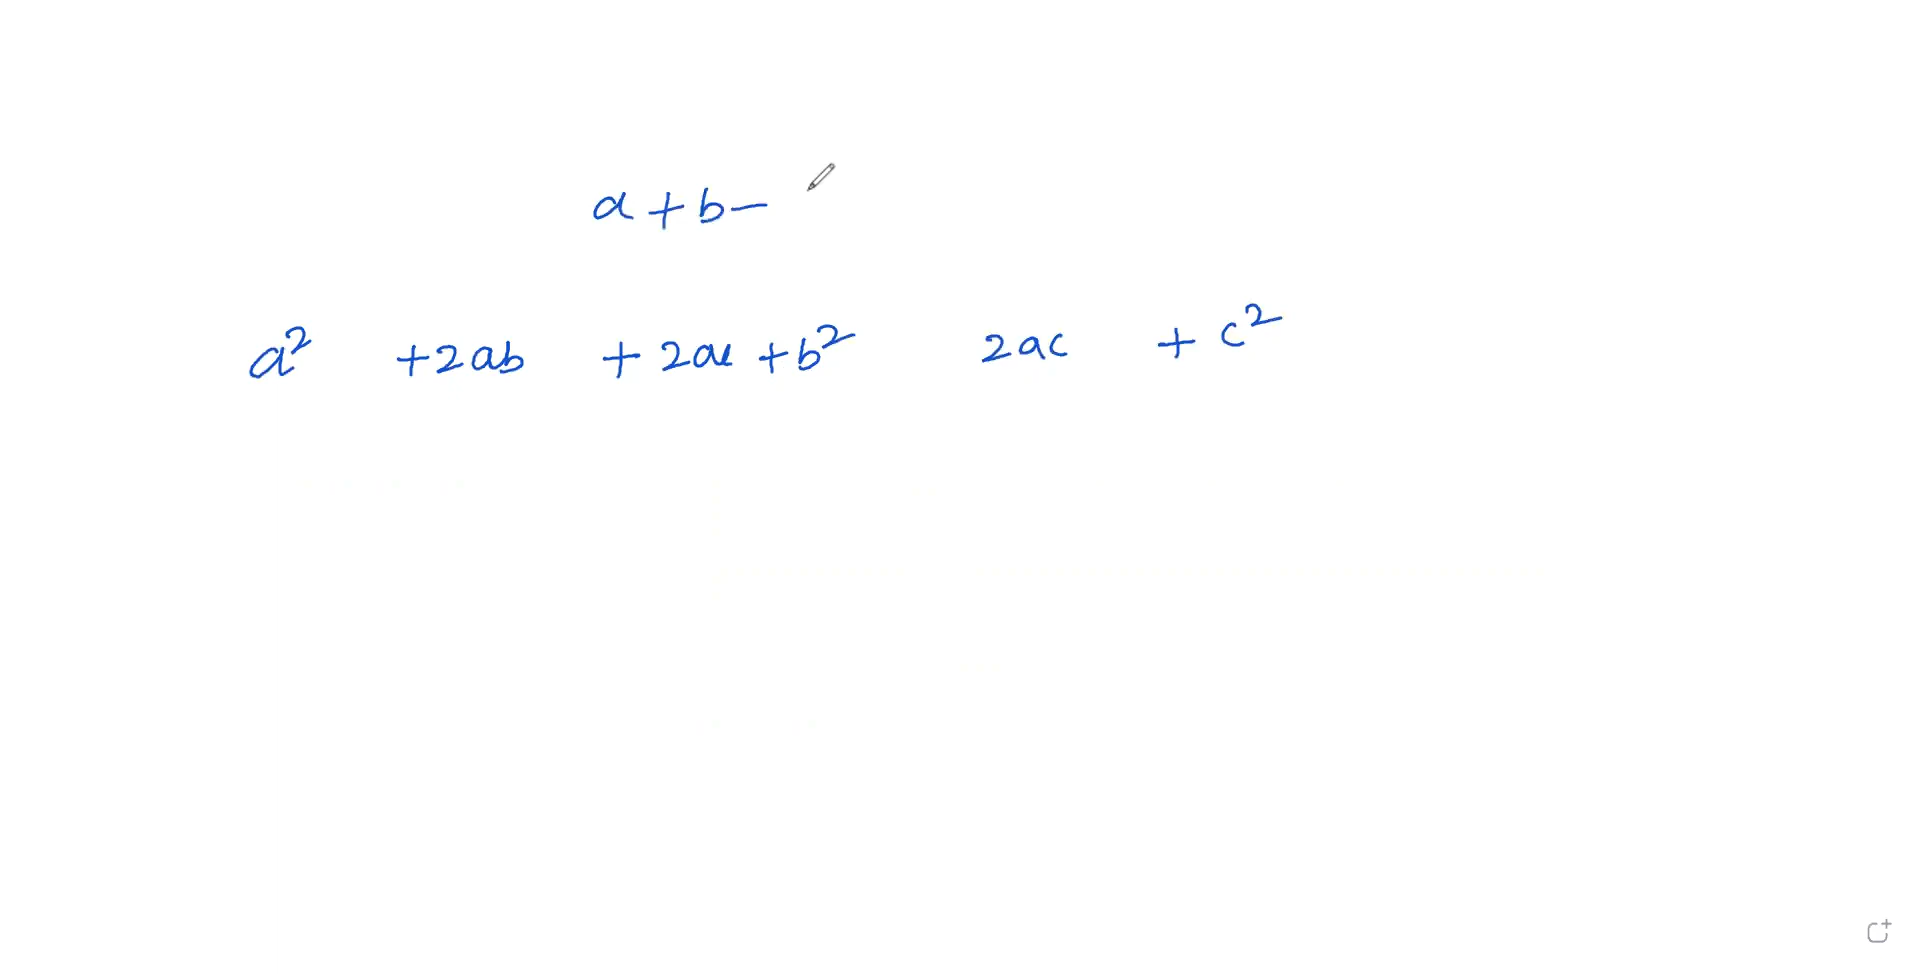 a + b -
a² + 2ab + 2ac + b² 2ac + c²